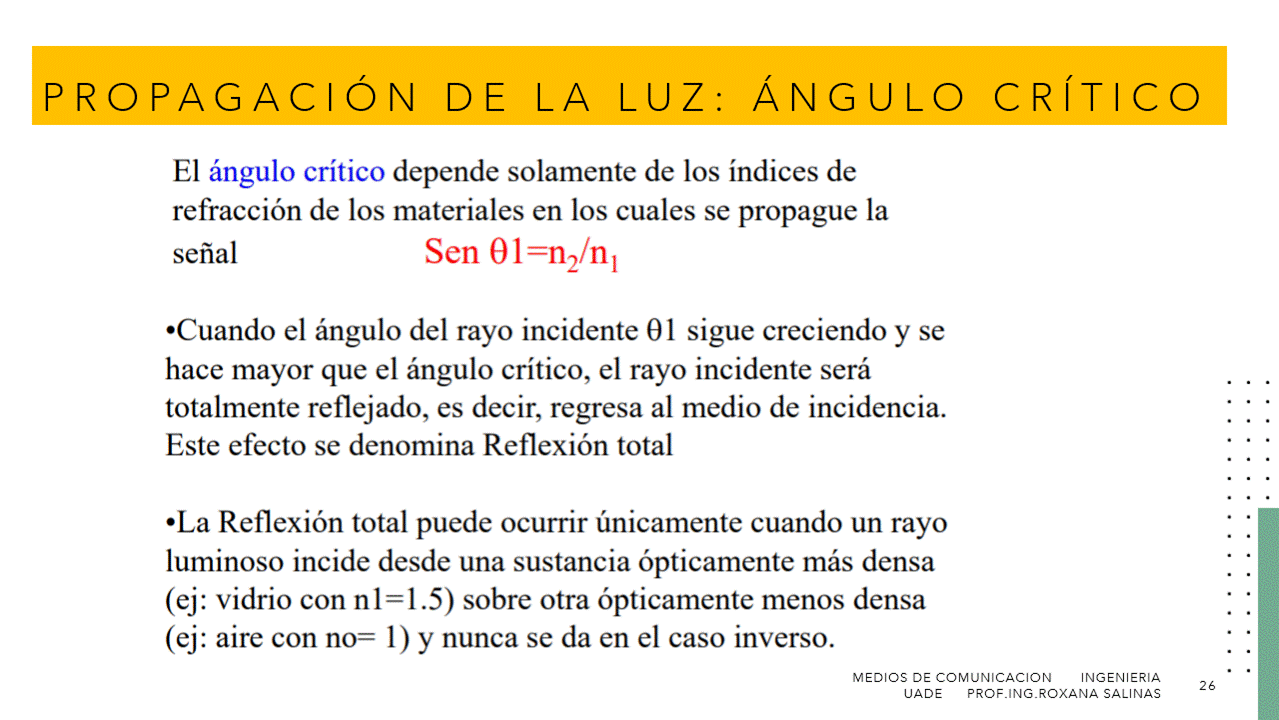 PROPAGACIÓN DE LA LUZ: ÁNGULO CRÍTICO
El ángulo crítico depende solamente de los índices de
refracción de los materiales en los cuales se propague la
señal Sen θ1=n₂/n₁
•Cuando el ángulo del rayo incidente θ1 sigue creciendo y se
hace mayor que el ángulo crítico, el rayo incidente será
totalmente reflejado, es decir, regresa al medio de incidencia.
Este efecto se denomina Reflexión total
•La Reflexión total puede ocurrir únicamente cuando un rayo
luminoso incide desde una sustancia ópticamente más densa
(ej: vidrio con n1=1.5) sobre otra ópticamente menos densa
(ej: aire con no= 1) y nunca se da en el caso inverso.
MEDIOS DE COMUNICACION INGENIERIA
UADE PROF.ING.ROXANA SALINAS
26